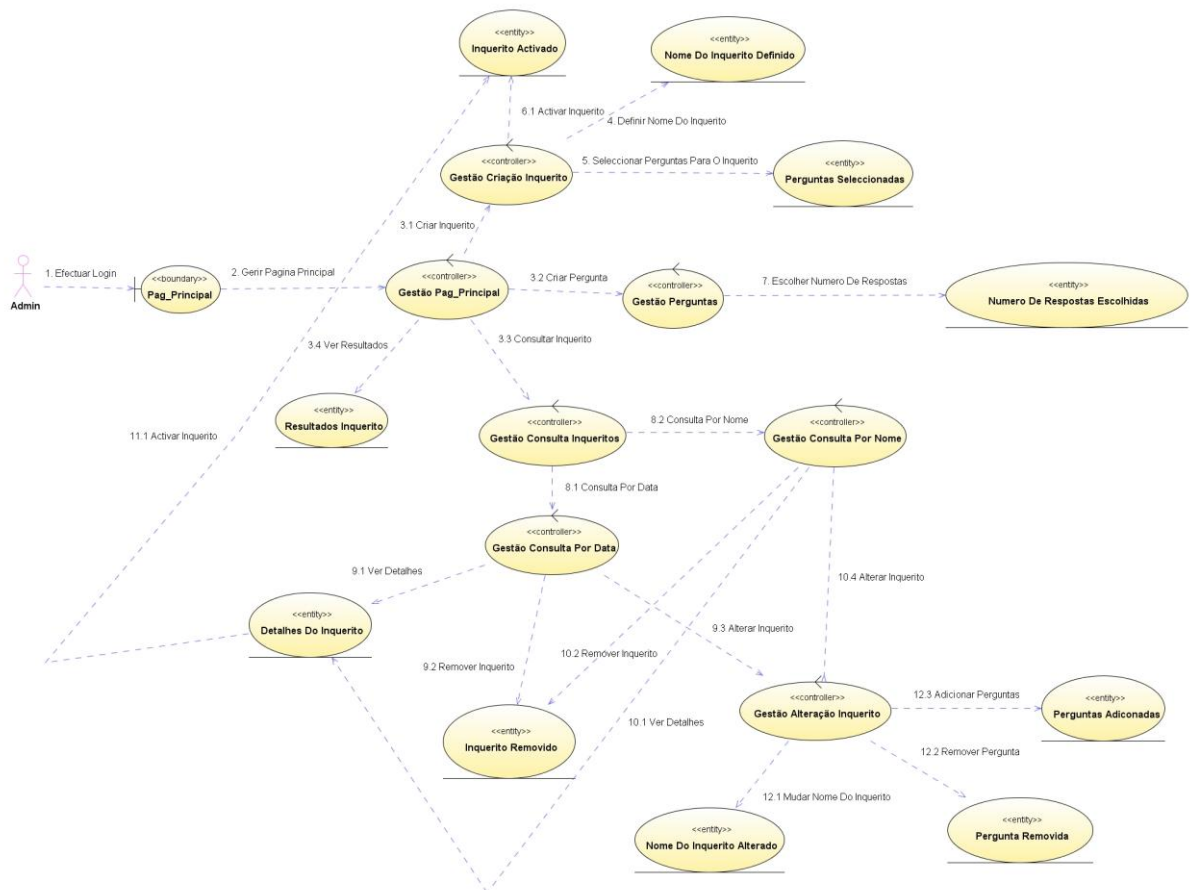 <<entity>>
Inquerito Activado
<<entity>>
Nome Do Inquerito Definido
6.1 Activar Inquerito
4. Definir Nome Do Inquerito
<<controller>>
Gestão Criação Inquerito
5. Seleccionar Perguntas Para O Inquerito
<<entity>>
Perguntas Seleccionadas
3.1 Criar Inquerito
1. Efectuar Login
Admin
<<boundary>>
Pag_Principal
2. Gerir Pagina Principal
<<controller>>
Gestão Pag_Principal
3.2 Criar Pergunta
<<controller>>
Gestão Perguntas
7. Escolher Numero De Respostas
<<entity>>
Numero De Respostas Escolhidas
3.4 Ver Resultados
3.3 Consultar Inquerito
<<entity>>
Resultados Inquerito
11.1 Activar Inquerito
<<controller>>
Gestão Consulta Inqueritos
8.2 Consulta Por Nome
<<controller>>
Gestão Consulta Por Nome
8.1 Consulta Por Data
<<controller>>
Gestão Consulta Por Data
9.1 Ver Detalhes
10.4 Alterar Inquerito
<<entity>>
Detalhes Do Inquerito
9.3 Alterar Inquerito
9.2 Remover Inquerito
10.2 Remover Inquerito
<<controller>>
Gestão Alteração Inquerito
12.3 Adicionar Perguntas
<<entity>>
Perguntas Adiconadas
10.1 Ver Detalhes
<<entity>>
Inquerito Removido
12.2 Remover Pergunta
12.1 Mudar Nome Do Inquerito
<<entity>>
Nome Do Inquerito Alterado
<<entity>>
Pergunta Removida